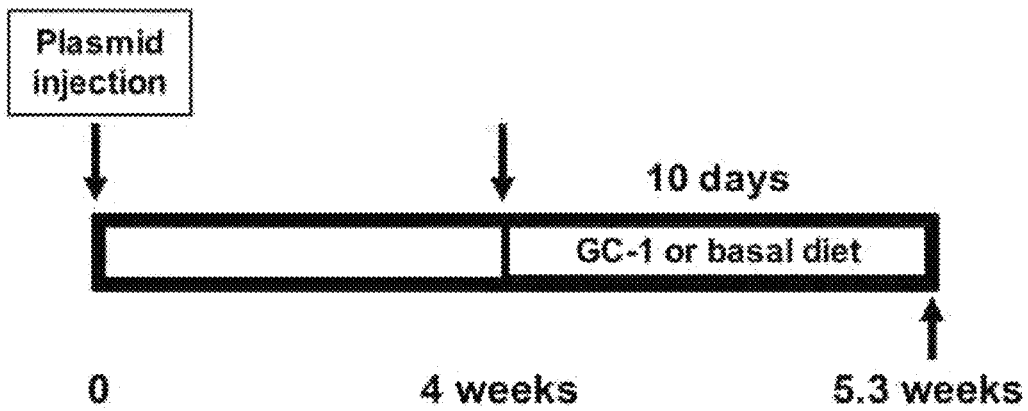 Plasmid
injection
10 days
GC-1 or basal diet
0
4 weeks
5.3 weeks